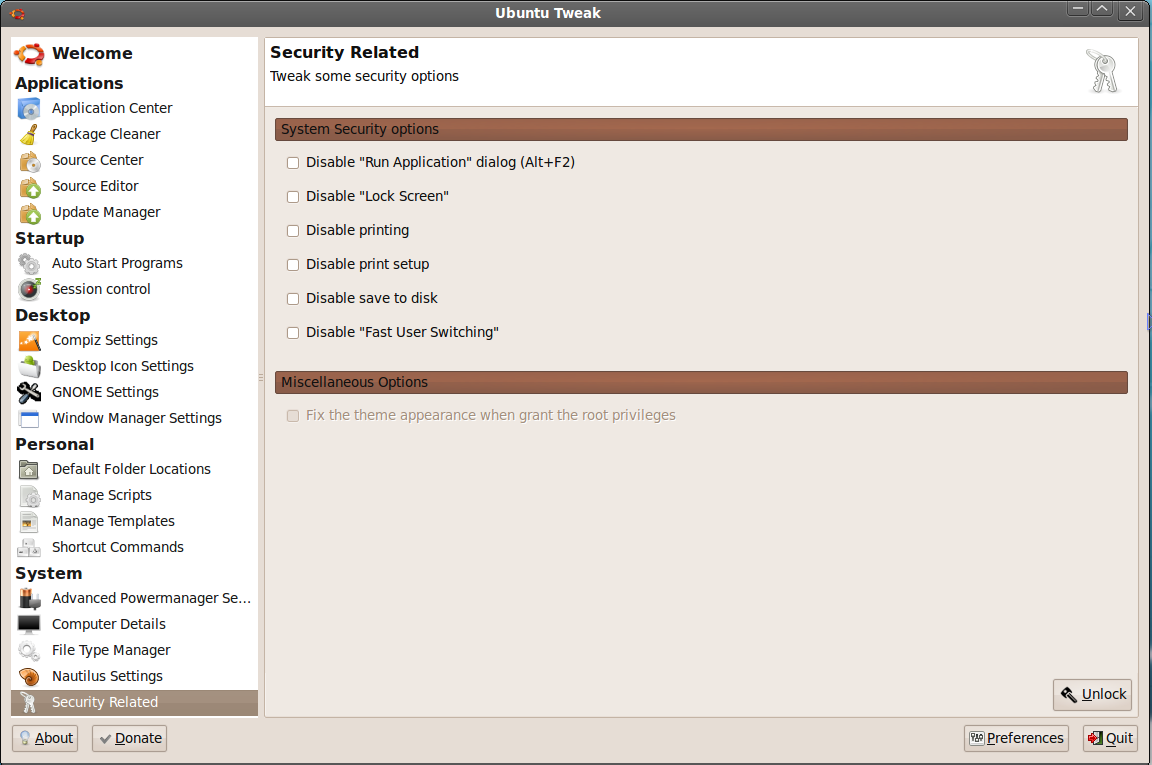 Ubuntu Tweak
Welcome
Applications
Application Center
Package Cleaner
Source Center
Source Editor
Update Manager
Startup
Auto Start Programs
Session control
Desktop
Compiz Settings
Desktop Icon Settings
GNOME Settings
Window Manager Settings
Personal
Default Folder Locations
Manage Scripts
Manage Templates
Shortcut Commands
System
Advanced Powermanager Se...
Computer Details
File Type Manager
Nautilus Settings
Security Related
Security Related
Tweak some security options
System Security options
Disable "Run Application" dialog (Alt+F2)
Disable "Lock Screen"
Disable printing
Disable print setup
Disable save to disk
Disable "Fast User Switching"
Miscellaneous Options
Fix the theme appearance when grant the root privileges
Unlock
About
Donate
Preferences
Quit